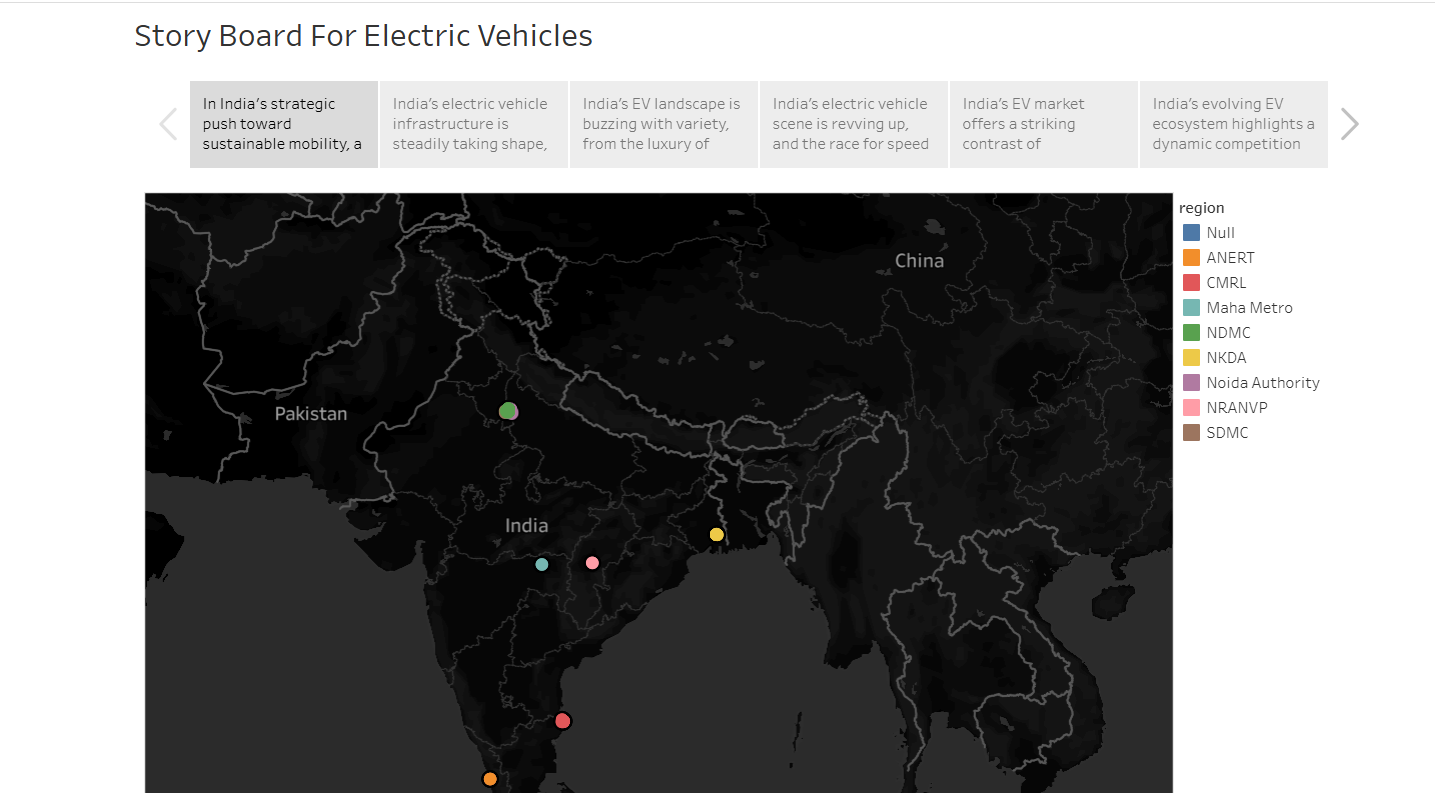 Story Board For Electric Vehicles
In India's strategic
push toward
sustainable mobility, a
India's electric vehicle
infrastructure is
steadily taking shape,
India's EV landscape is
buzzing with variety,
from the luxury of
India's electric vehicle
scene is revving up,
and the race for speed
India's EV market
offers a striking
contrast of
India's evolving EV
ecosystem highlights a
dynamic competition
China
Pakistan
India
region
Null
ANERT
CMRL
Maha Metro
NDMC
NKDA
Noida Authority
NRANVP
SDMC